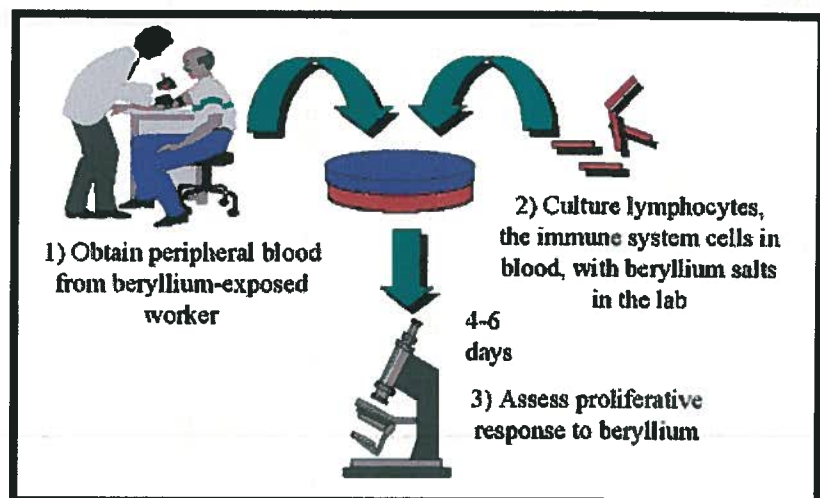 1) Obtain peripheral blood
from beryllium-exposed
worker
2) Culture lymphocytes,
the immune system cells in
blood, with beryllium salts
in the lab
4-6
days
3) Assess proliferative
response to beryllium